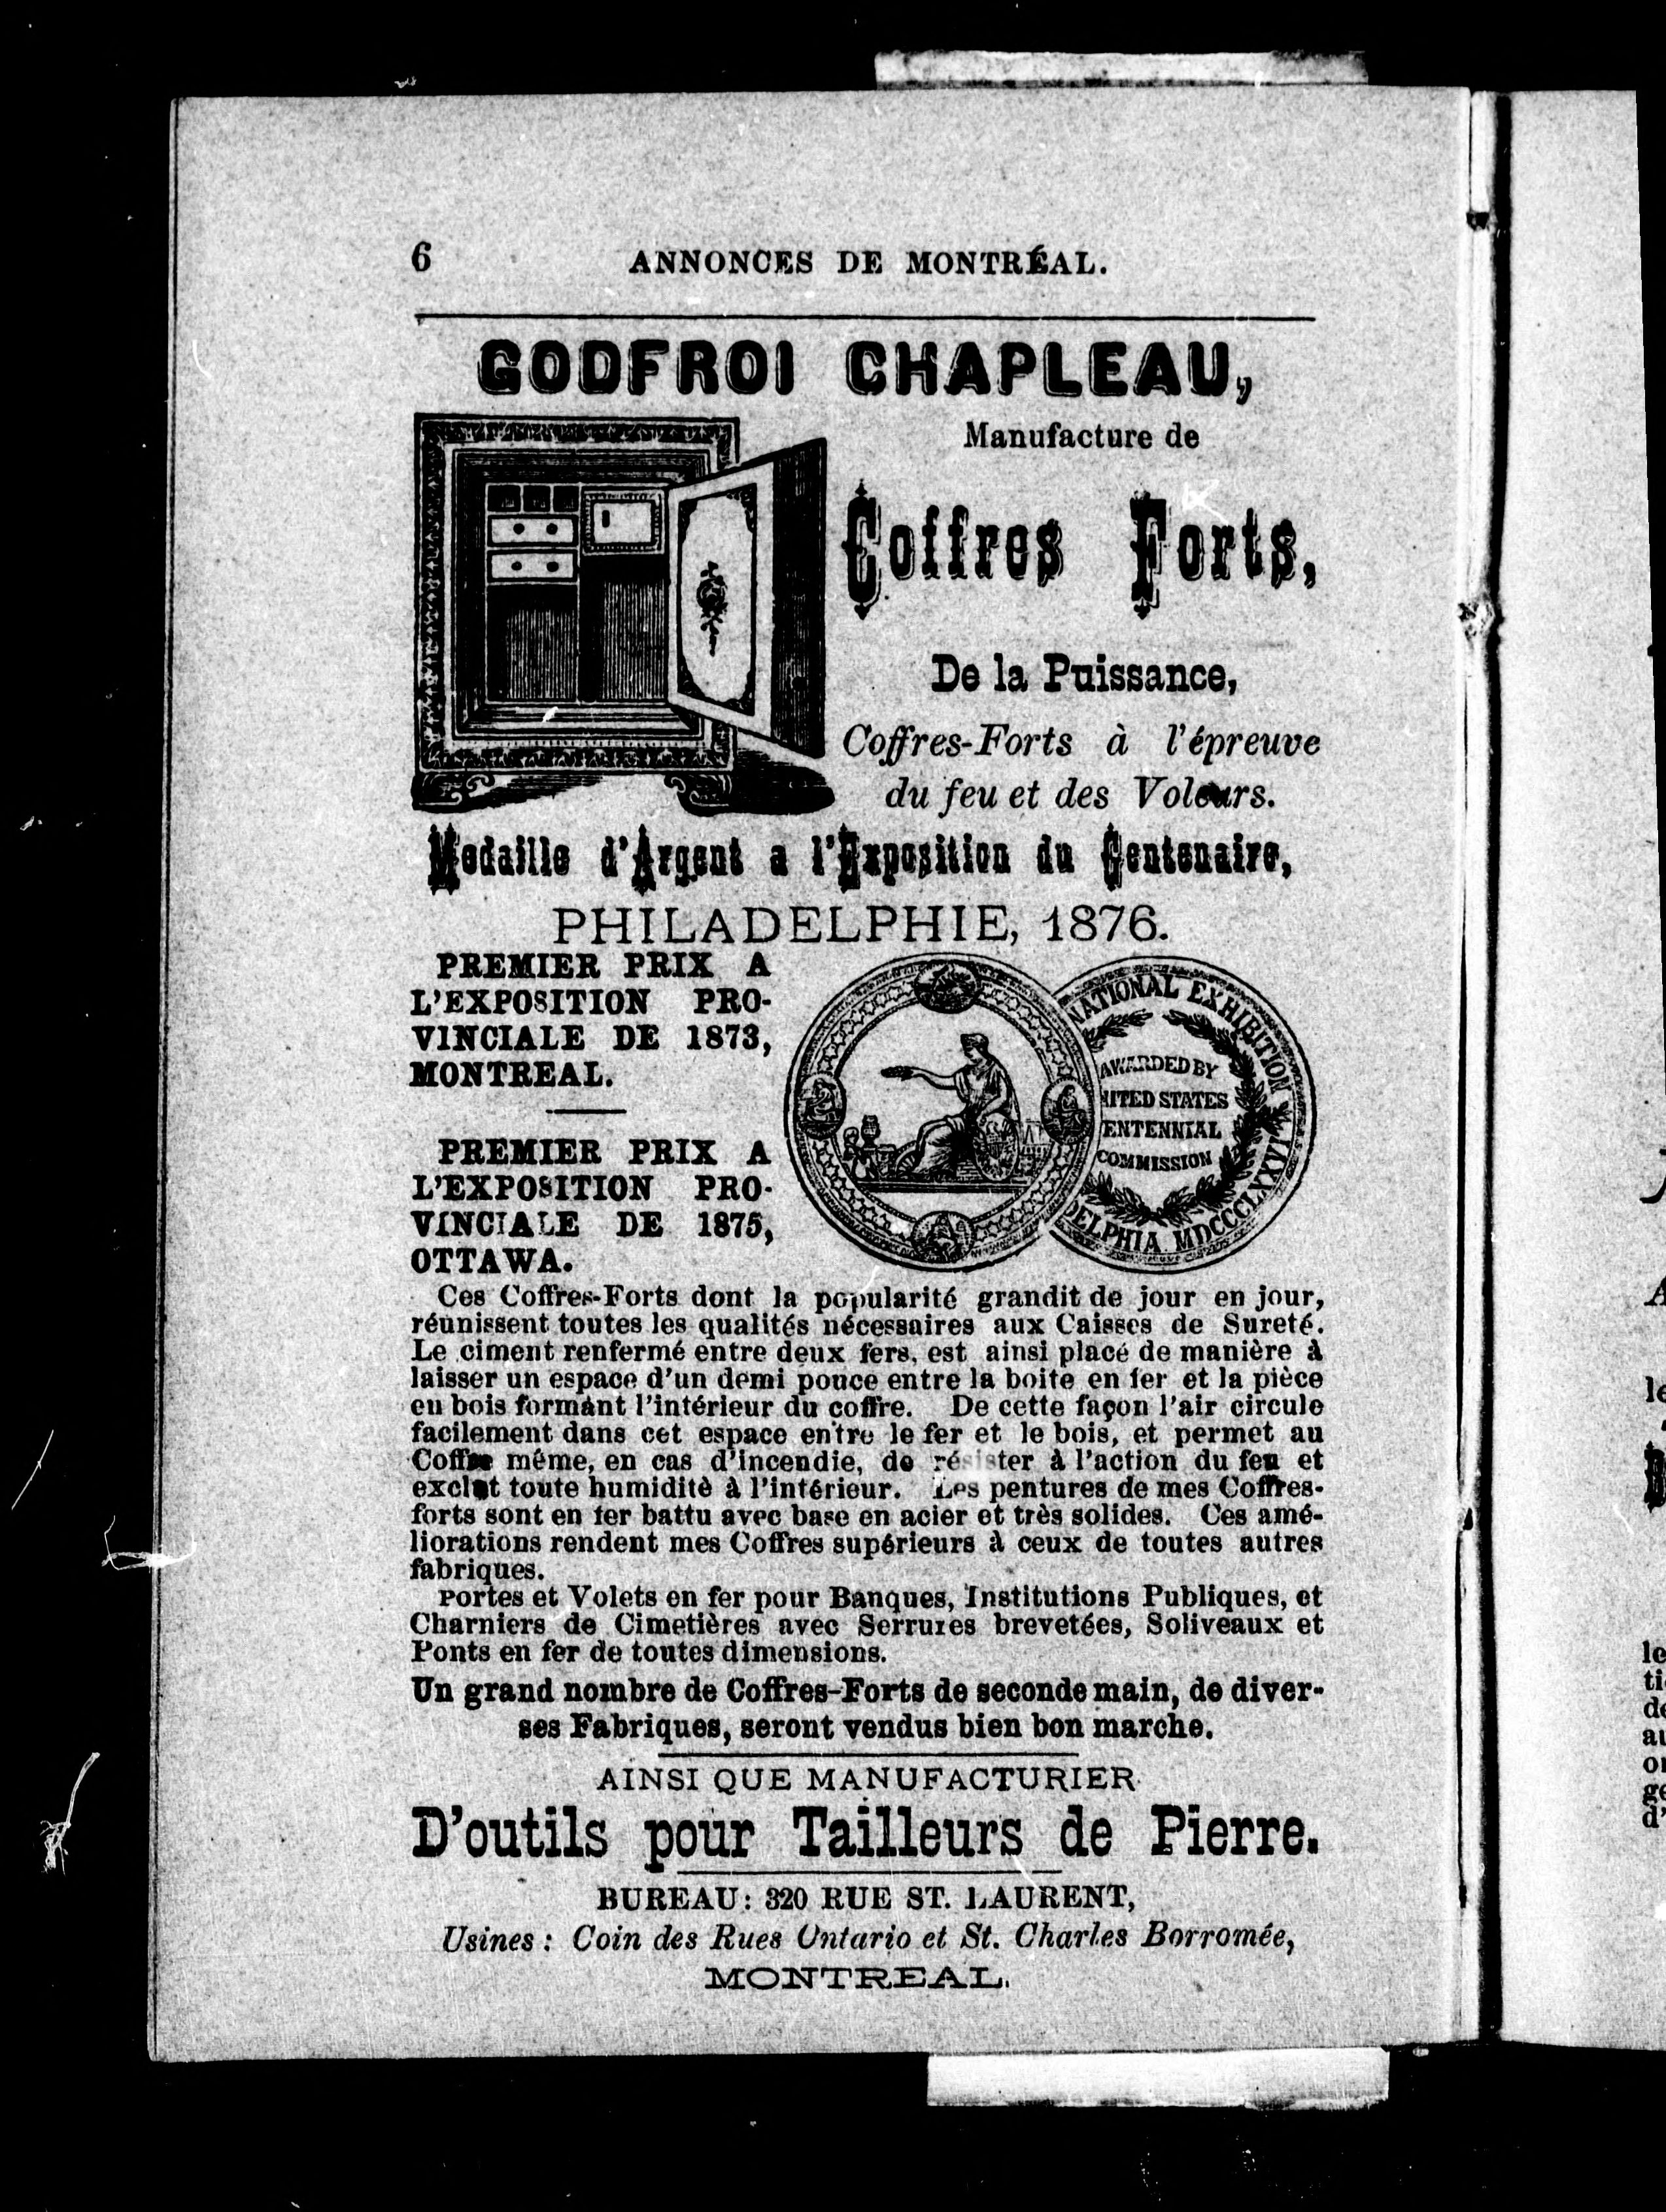 6 ANNONCES DE MONTRÉAL.
GODFROI CHAPLEAU,
Manufacture de
Coffres Forts,
De la Puissance,
Coffres-Forts à l'épreuve
du feu et des Voleurs.
Medaille d'Argent a l'Exposition du Centenaire,
PHILADELPHIE, 1876.
PREMIER PRIX A
L'EXPOSITION PRO-
VINCIALE DE 1873,
MONTREAL.
PREMIER PRIX A
L'EXPOSITION PRO-
VINCIALE DE 1875,
OTTAWA.
NATIONAL EXHIBITION
AWARDED BY
NITED STATES
ENTENNIAL
COMMISSION
DELPHIA MDCCCLXXVI
Ces Coffres-Forts dont la popularité grandit de jour en jour,
réunissent toutes les qualités nécessaires aux Caisses de Sureté.
Le ciment renfermé entre deux fers, est ainsi placé de manière à
laisser un espace d'un demi pouce entre la boite en fer et la pièce
en bois formant l'intérieur du coffre. De cette façon l'air circule
facilement dans cet espace entre le fer et le bois, et permet au
Coffre même, en cas d'incendie, de résister à l'action du feu et
exclut toute humiditè à l'intérieur. Les pentures de mes Coffres-
forts sont en fer battu avec base en acier et très solides. Ces amé-
liorations rendent mes Coffres supérieurs à ceux de toutes autres
fabriques.
Portes et Volets en fer pour Banques, Institutions Publiques, et
Charniers de Cimetières avec Serrures brevetées, Soliveaux et
Ponts en fer de toutes dimensions.
Un grand nombre de Coffres-Forts de seconde main, de diver-
ses Fabriques, seront vendus bien bon marche.
AINSI QUE MANUFACTURIER
D'outils pour Tailleurs de Pierre.
BUREAU: 320 RUE ST. LAURENT,
Usines: Coin des Rues Ontario et St. Charles Borromée,
MONTREAL.